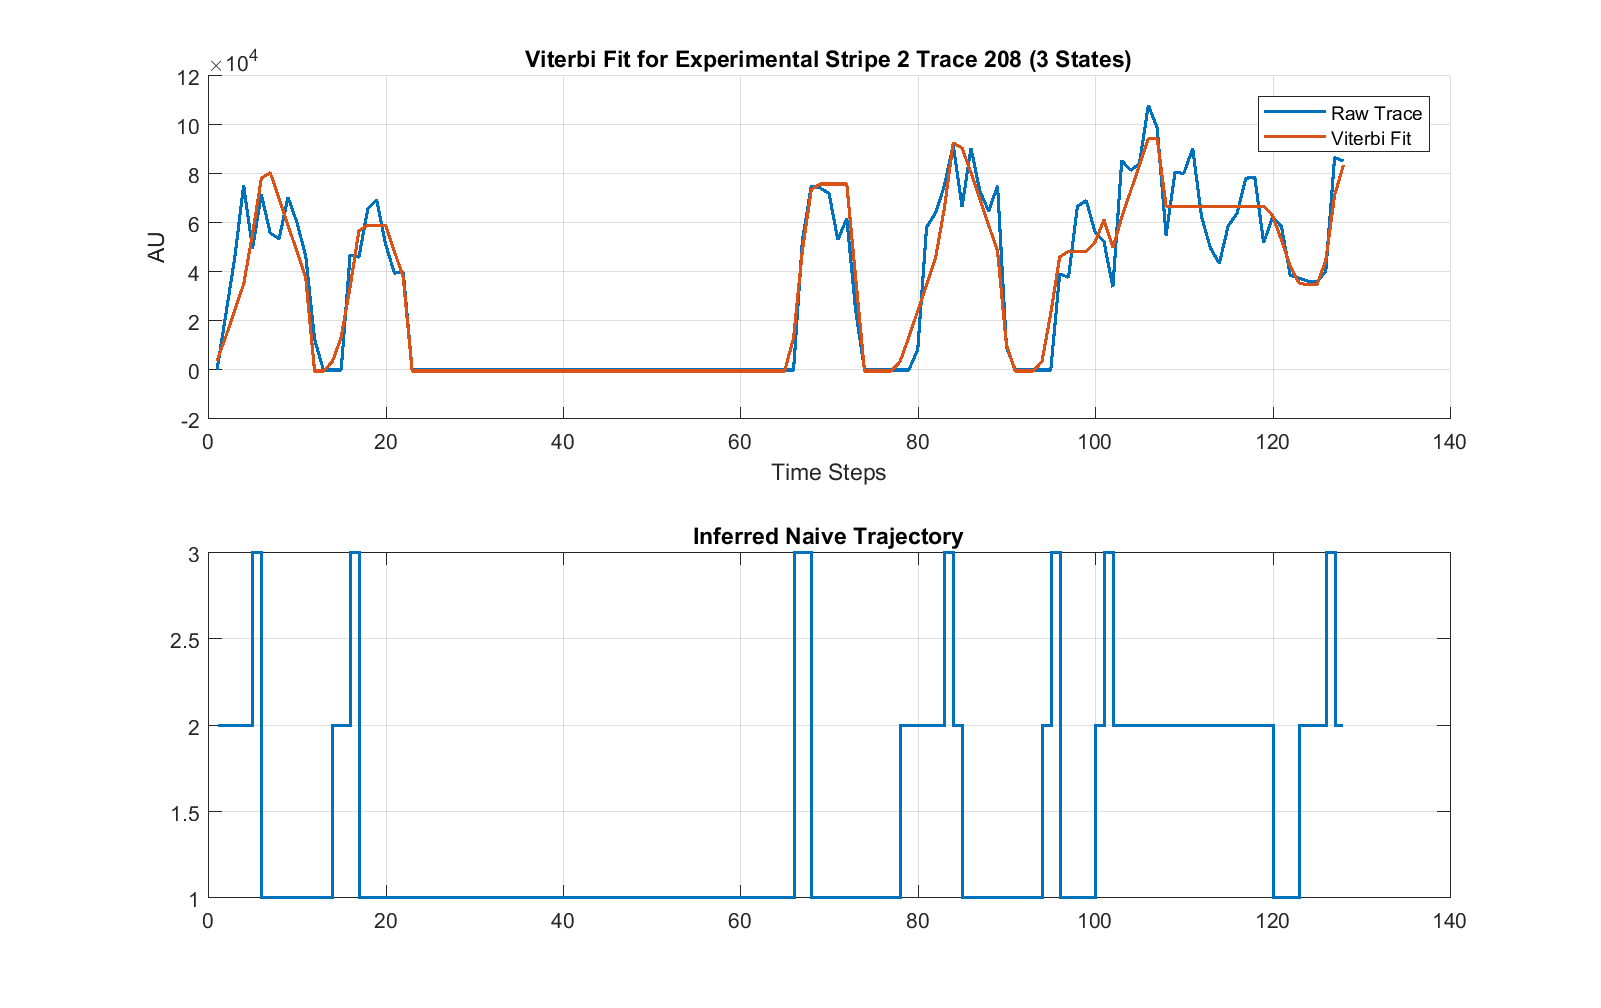 Viterbi Fit for Experimental Stripe 2 Trace 208 (3 States)
×10^4
12
10
8
6
4
2
0
-2
AU
Raw Trace
Viterbi Fit
0 20 40 60 80 100 120 140
Time Steps
Inferred Naive Trajectory
3
2.5
2
1.5
1
0 20 40 60 80 100 120 140